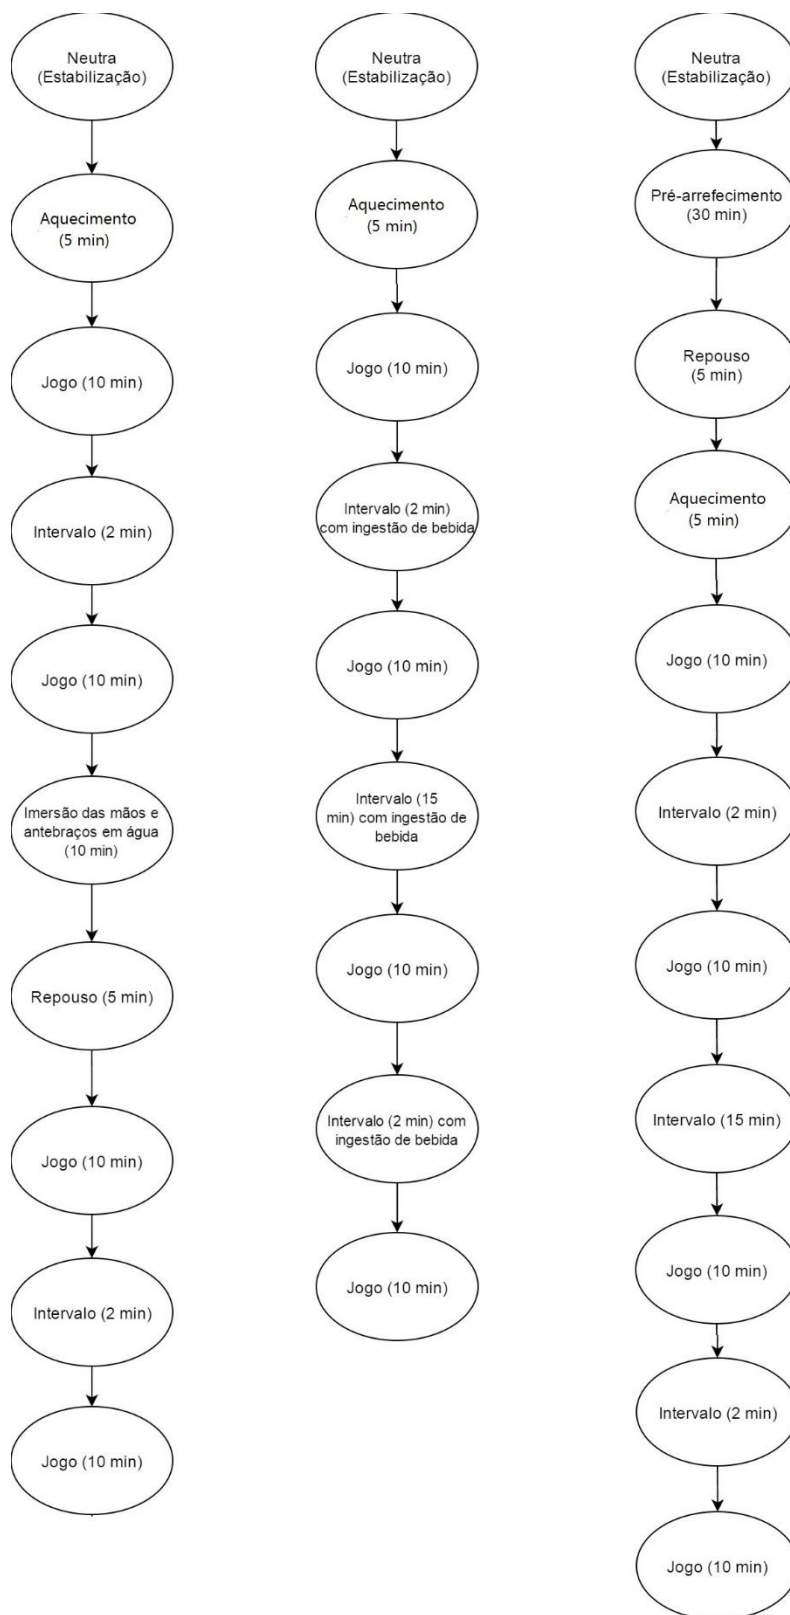 Neutra
(Estabilização)
Aquecimento
(5 min)
Jogo (10 min)
Intervalo (2 min)
Jogo (10 min)
Imersão das mãos e
antebraços em água
(10 min)
Repouso (5 min)
Jogo (10 min)
Intervalo (2 min)
Jogo (10 min)
Neutra
(Estabilização)
Aquecimento
(5 min)
Jogo (10 min)
Intervalo (2 min)
com ingestão de bebida
Jogo (10 min)
Intervalo (15
min) com ingestão de
bebida
Jogo (10 min)
Intervalo (2 min) com
ingestão de bebida
Jogo (10 min)
Neutra
(Estabilização)
Pré-arrefecimento
(30 min)
Repouso
(5 min)
Aquecimento
(5 min)
Jogo (10 min)
Intervalo (2 min)
Jogo (10 min)
Intervalo (15 min)
Jogo (10 min)
Intervalo (2 min)
Jogo (10 min)